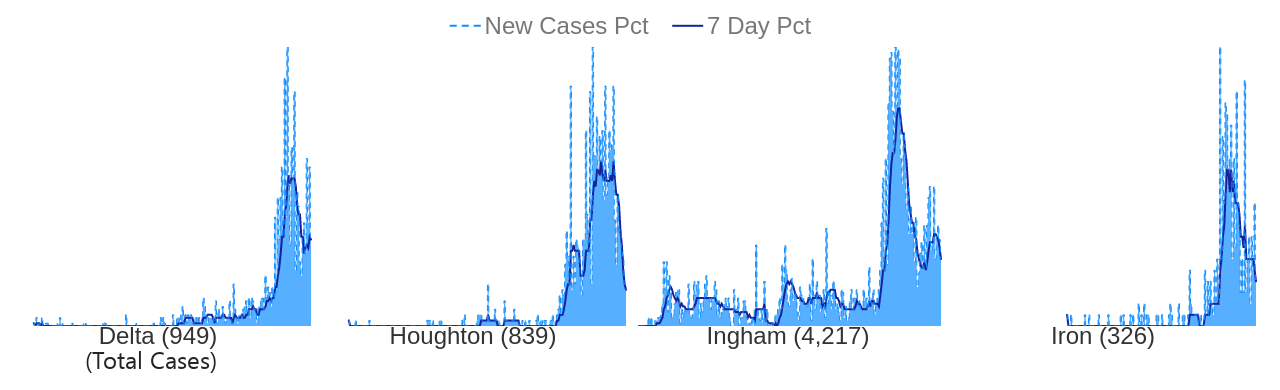 New Cases Pct 7 Day Pct
Delta (949) Houghton (839) Ingham (4,217) Iron (326)
(Total Cases)